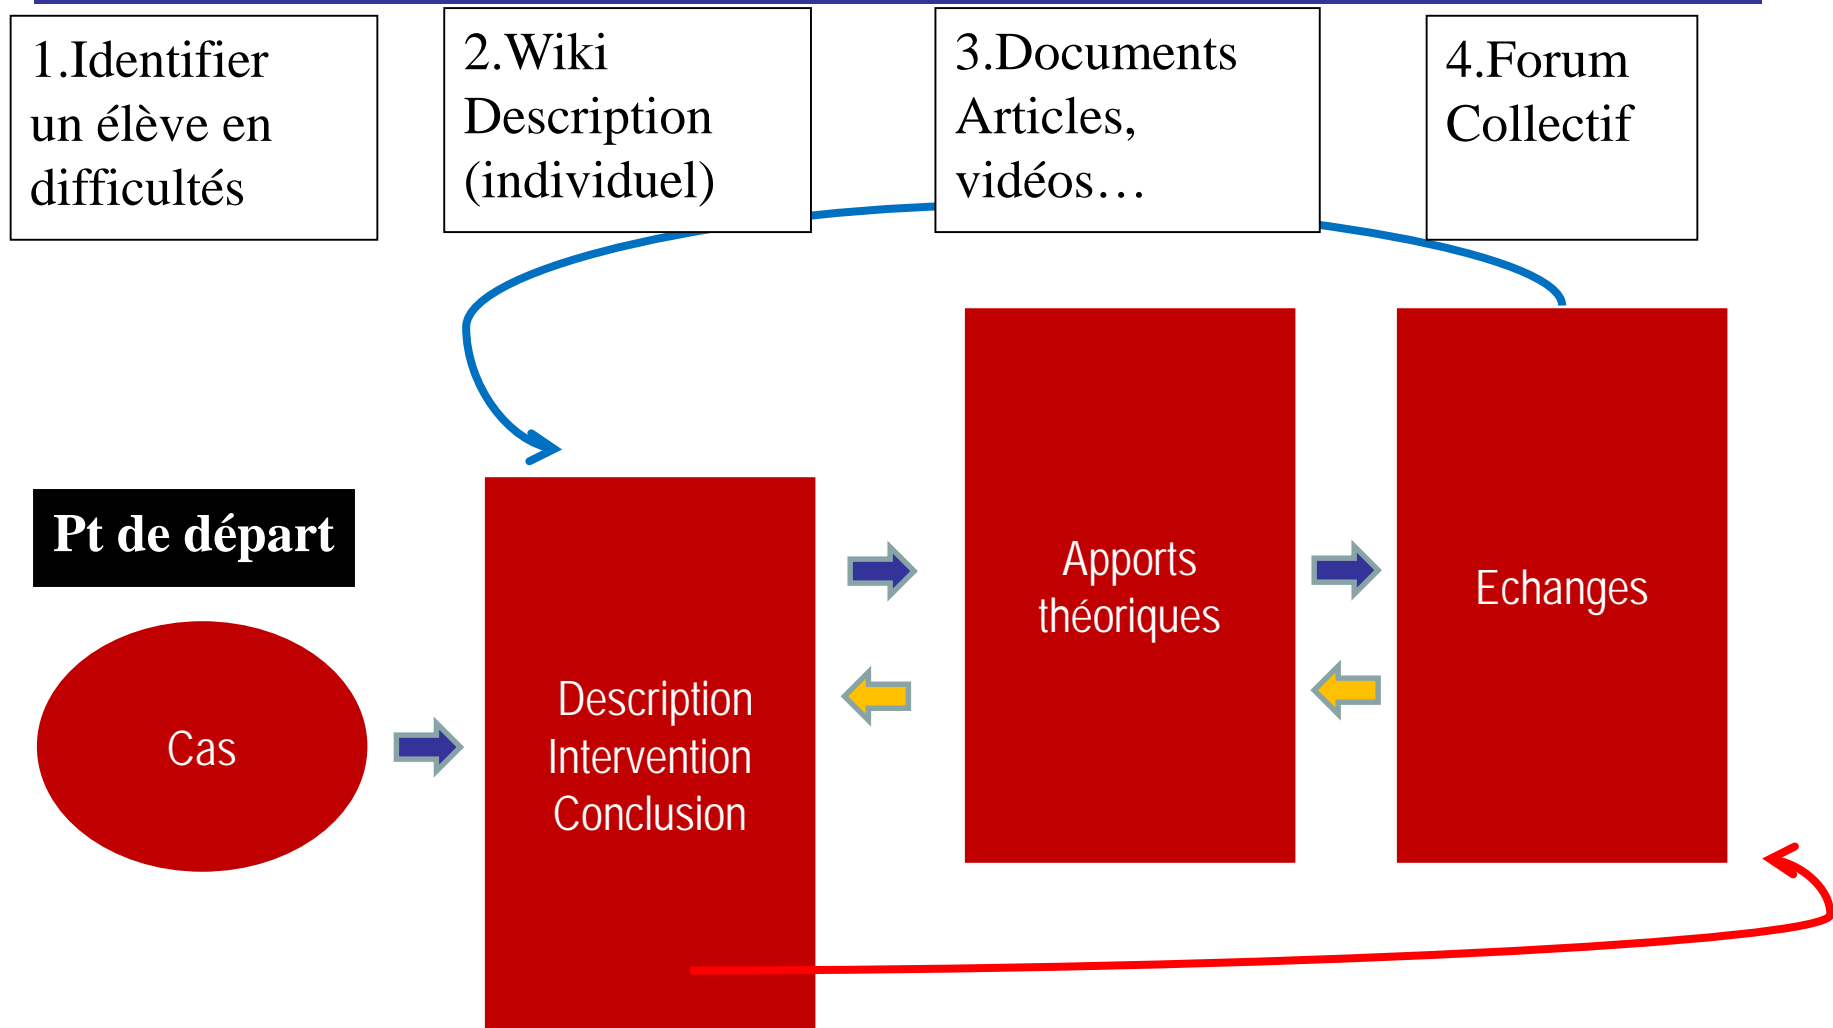 1.Identifier
un élève en
difficultés
2.Wiki
Description
(individuel)
3.Documents
Articles,
vidéos…
4.Forum
Collectif
Pt de départ
Cas
Description
Intervention
Conclusion
Apports
théoriques
Echanges